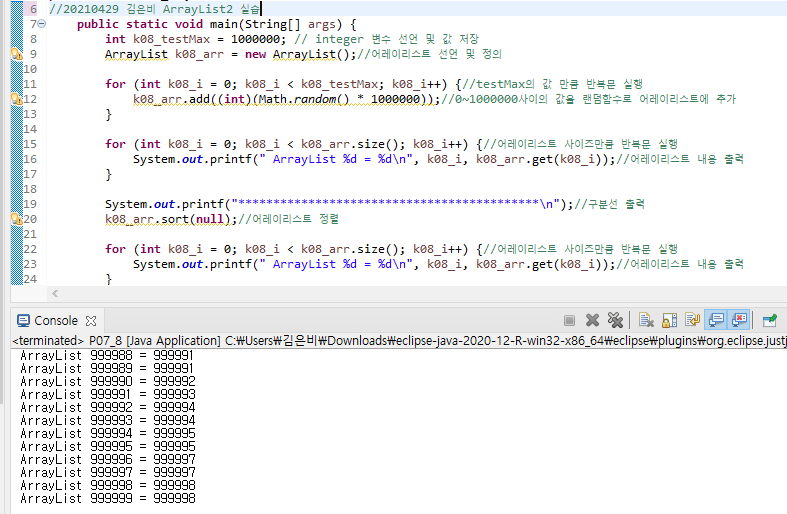 6 //20210429 김은비 ArrayList2 실습
7 public static void main(String[] args) {
8 int k08_testMax = 1000000; // integer 변수 선언 및 값 저장
9 ArrayList k08_arr = new ArrayList();//어레이리스트 선언 및 정의
10
11 for (int k08_i = 0; k08_i < k08_testMax; k08_i++) {//testMax의 값 만큼 반복문 실행
12 k08_arr.add((int)(Math.random() * 1000000));//0~1000000사이의 값을 랜덤함수로 어레이리스트에 추가
13 }
14
15 for (int k08_i = 0; k08_i < k08_arr.size(); k08_i++) {//어레이리스트 사이즈만큼 반복문 실행
16 System.out.printf(" ArrayList %d = %d\n", k08_i, k08_arr.get(k08_i));//어레이리스트 내용 출력
17 }
18
19 System.out.printf("*******************************************\n");//구분선 출력
20 k08_arr.sort(null);//어레이리스트 정렬
21
22 for (int k08_i = 0; k08_i < k08_arr.size(); k08_i++) {//어레이리스트 사이즈만큼 반복문 실행
23 System.out.printf(" ArrayList %d = %d\n", k08_i, k08_arr.get(k08_i));//어레이리스트 내용 출력
24 }
Console
<terminated> P07_8 [Java Application] C:₩Users₩김은비₩Downloads₩eclipse-java-2020-12-R-win32-x86_64₩eclipse₩plugins₩org.eclipse.justj
ArrayList 999988 = 999991
ArrayList 999989 = 999991
ArrayList 999990 = 999992
ArrayList 999991 = 999993
ArrayList 999992 = 999994
ArrayList 999993 = 999994
ArrayList 999994 = 999995
ArrayList 999995 = 999995
ArrayList 999996 = 999997
ArrayList 999997 = 999997
ArrayList 999998 = 999998
ArrayList 999999 = 999998